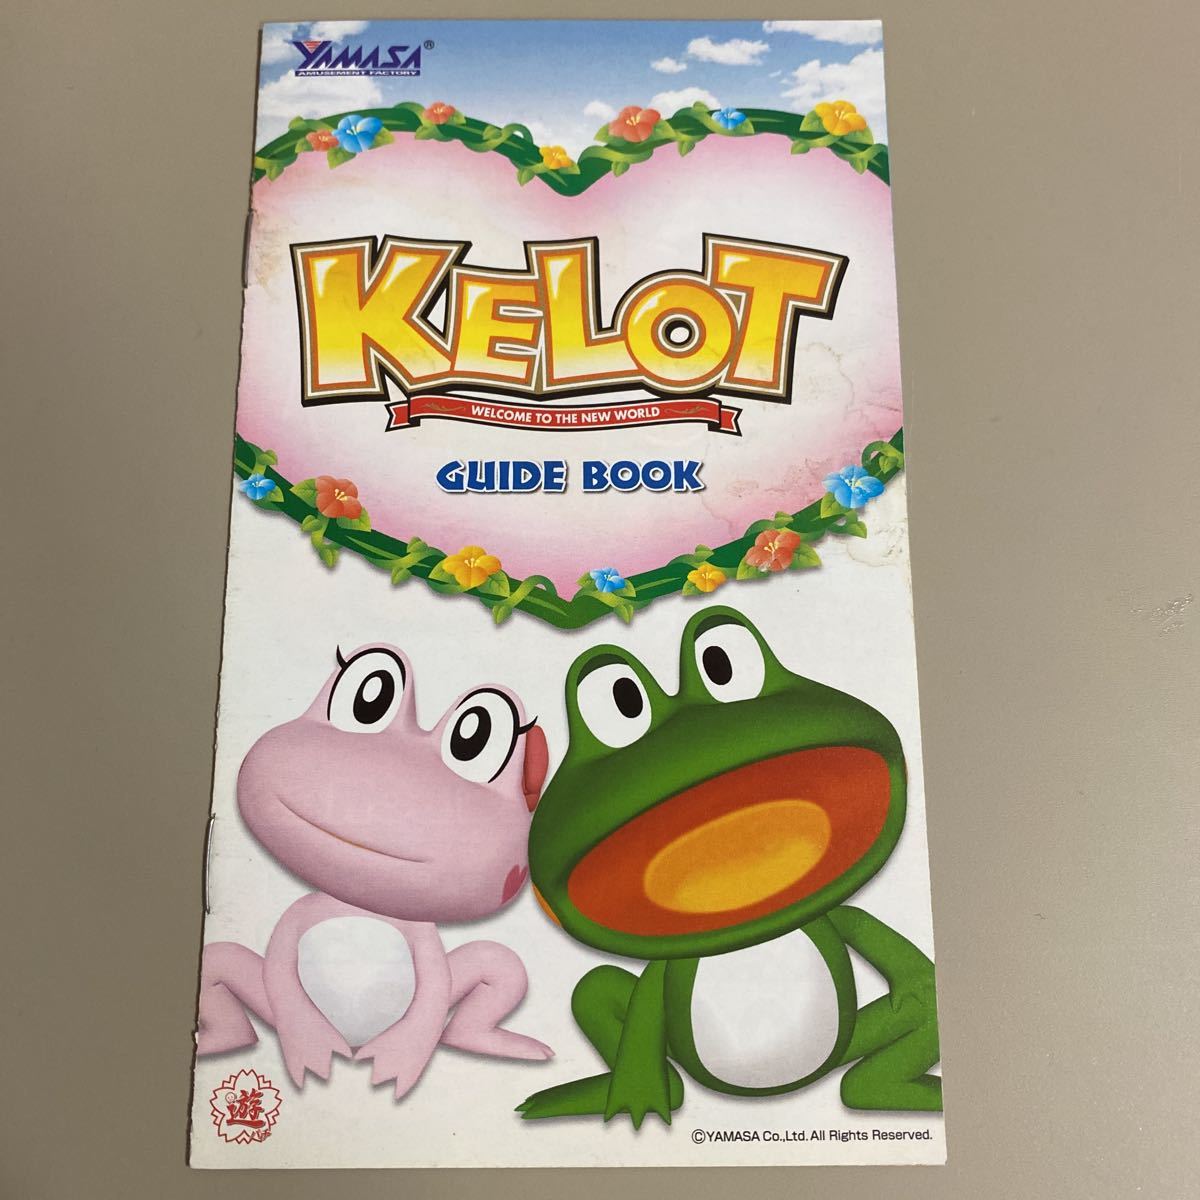 YAMASA®
AMUSEMENT FACTORY
KELOT
WELCOME TO THE NEW WORLD
GUIDE BOOK
遊
©YAMASA Co.,Ltd. All Rights Reserved.